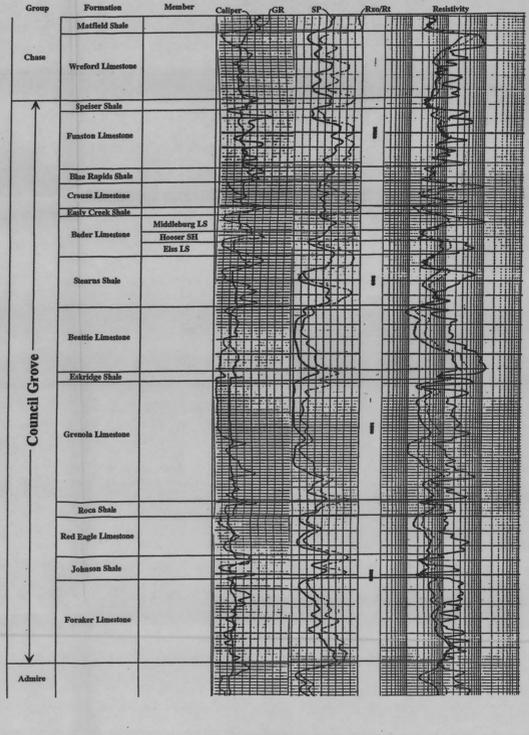 Group Formation Member Caliper GR SP Rxo/Rt Resistivity
Matfield Shale
Chase
Wreford Limestone
Speiser Shale
Funston Limestone
Blue Rapids Shale
Crouse Limestone
Easly Creek Shale
Bader Limestone
Middleburg LS
Hooser SH
Eiss LS
Stearns Shale
Beattie Limestone
Council Grove
Eskridge Shale
Grenola Limestone
Roca Shale
Red Eagle Limestone
Johnson Shale
Foraker Limestone
Admire